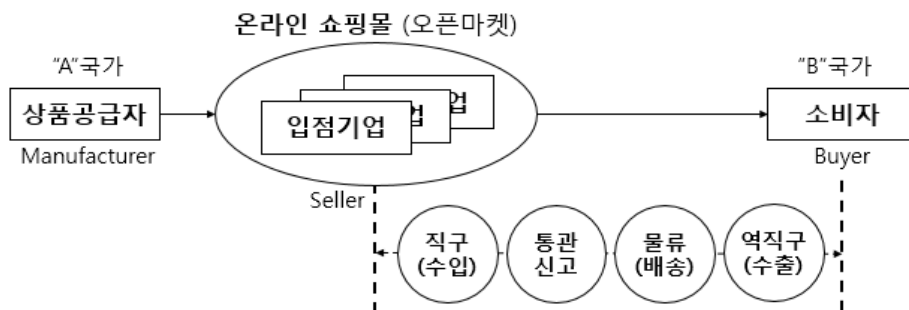 온라인 쇼핑몰 (오픈마켓)
"A"국가
"B"국가
상품공급자
입점기업
업
업
소비자
Manufacturer
Buyer
Seller
직구
(수입)
통관
신고
물류
(배송)
역직구
(수출)